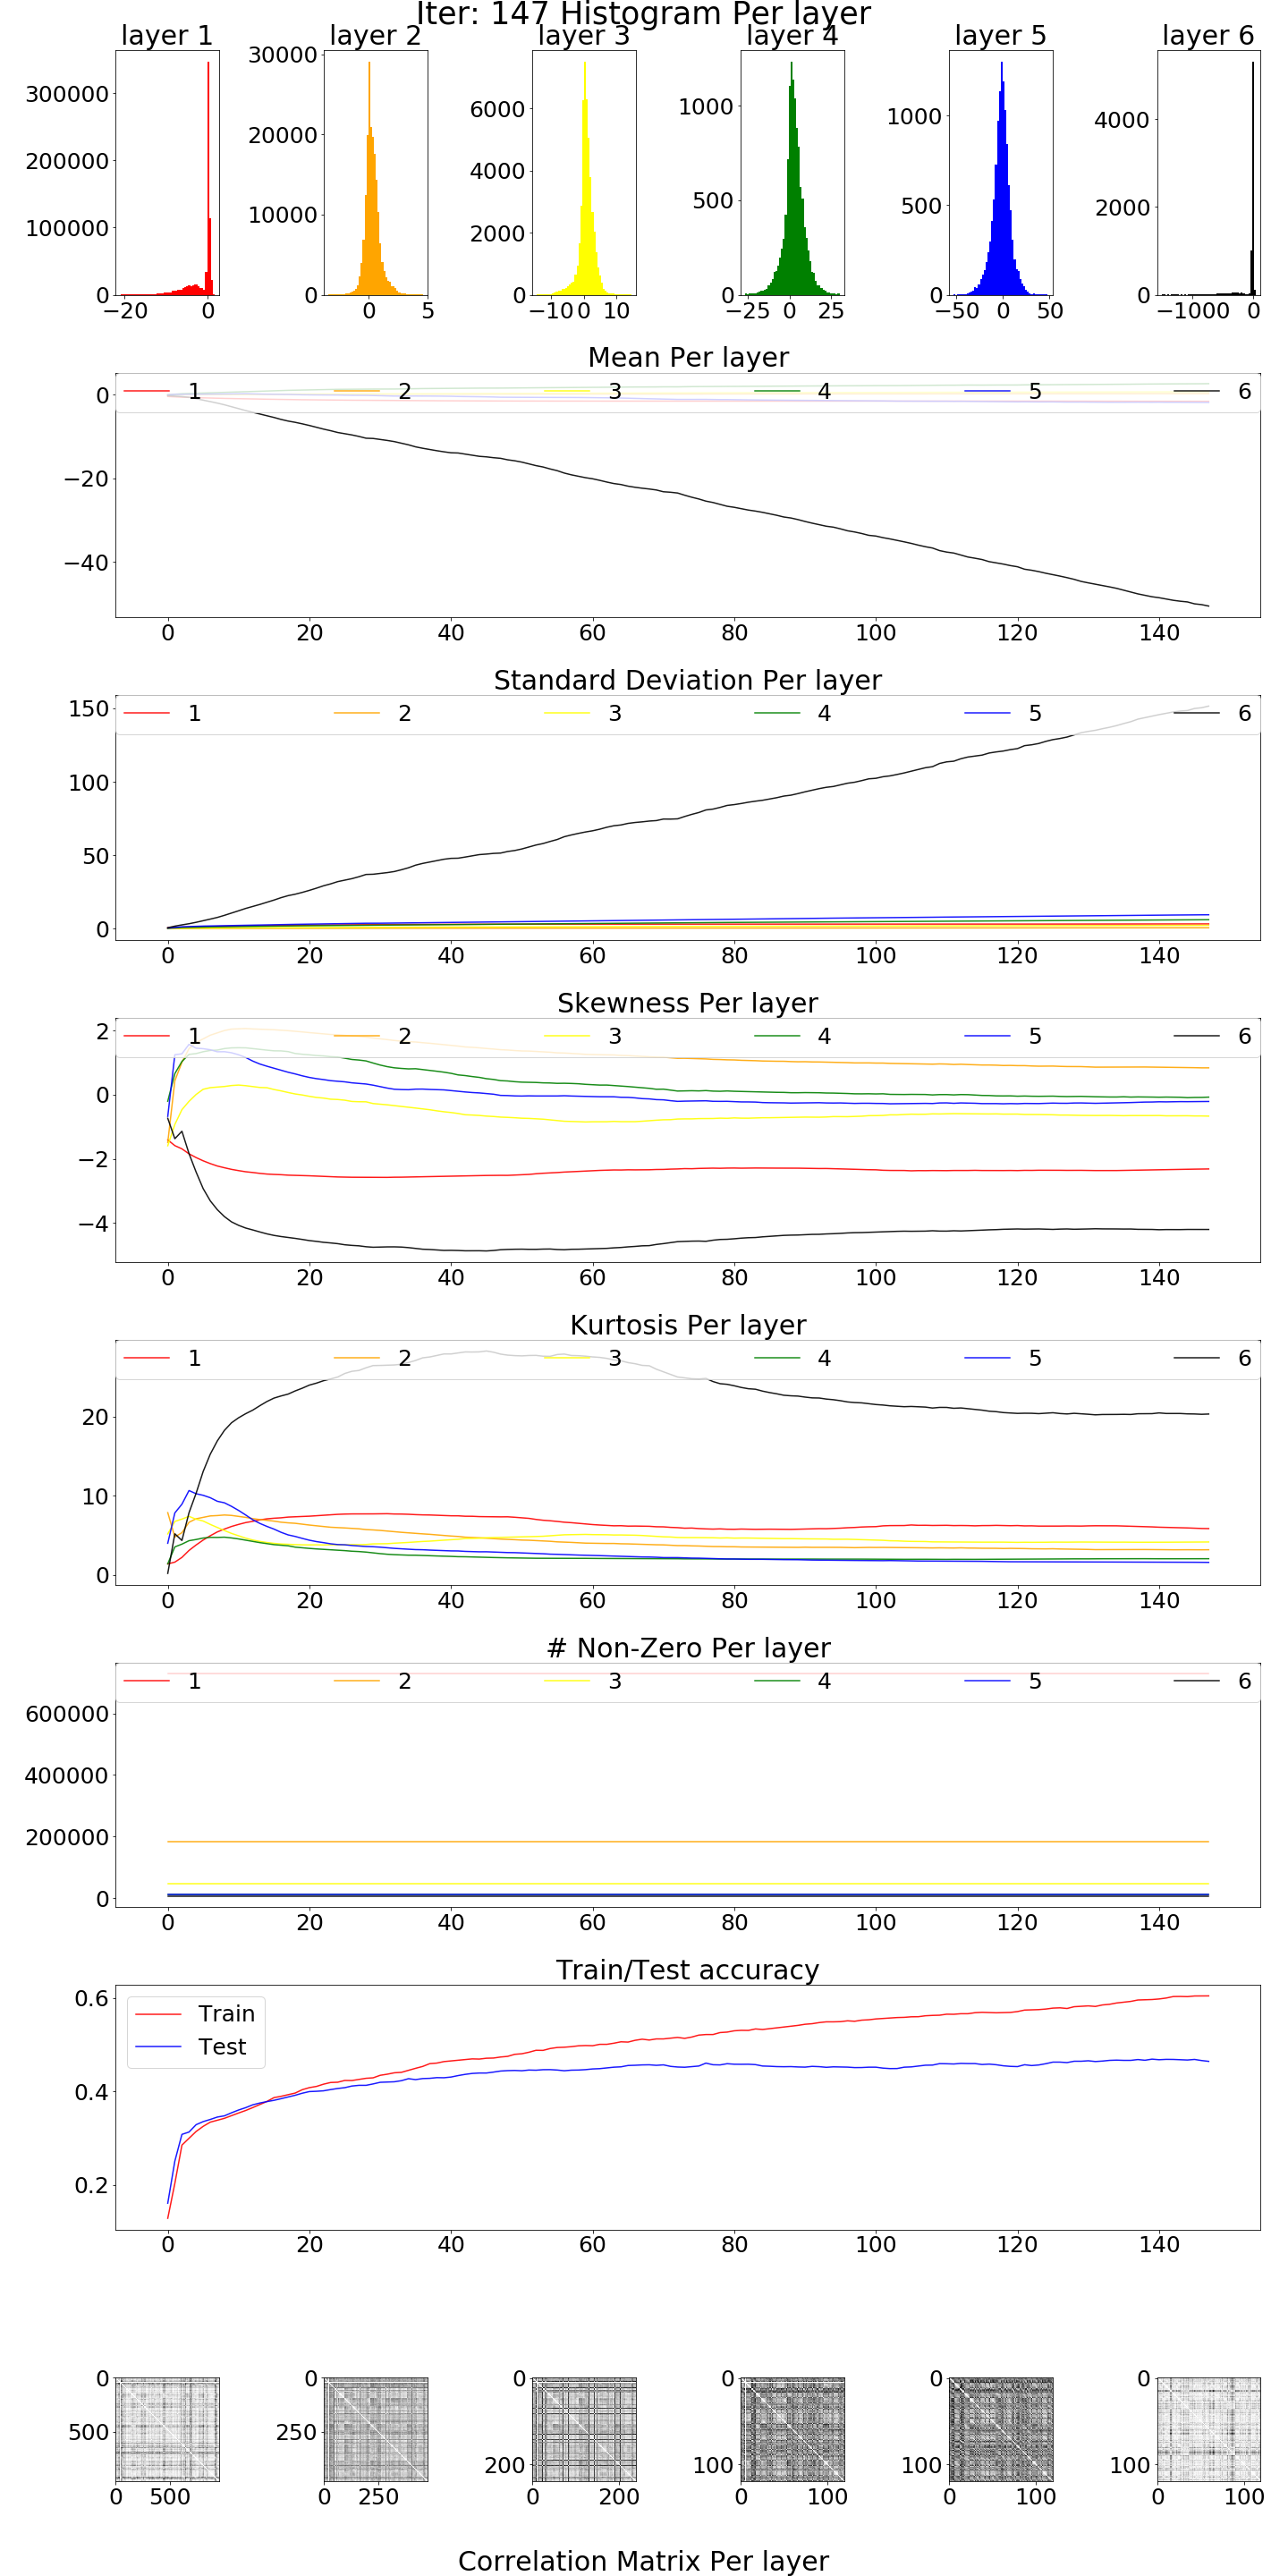 Iter: 147 Histogram Per layer
layer 1 layer 2 layer 3 layer 4 layer 5 layer 6
300000 200000 100000 0
−20 0
30000 20000 10000 0
0 5
6000 4000 2000 0
−10 0 10
1000 500 0
−25 0 25
1000 500 0
−50 0 50
4000 2000 0
−1000 0
Mean Per layer
1 2 3 4 5 6
0 −20 −40
0 20 40 60 80 100 120 140
Standard Deviation Per layer
1 2 3 4 5 6
150 100 50 0
0 20 40 60 80 100 120 140
Skewness Per layer
1 2 3 4 5 6
2 0 −2 −4
0 20 40 60 80 100 120 140
Kurtosis Per layer
1 2 3 4 5 6
20 10 0
0 20 40 60 80 100 120 140
# Non-Zero Per layer
1 2 3 4 5 6
600000 400000 200000 0
0 20 40 60 80 100 120 140
Train/Test accuracy
Train
Test
0.6 0.4 0.2
0 20 40 60 80 100 120 140
0 500
0 500
0 250
0 250
0 200
0 200
0 100
0 100
0 100
0 100
0 100
0 100
Correlation Matrix Per layer